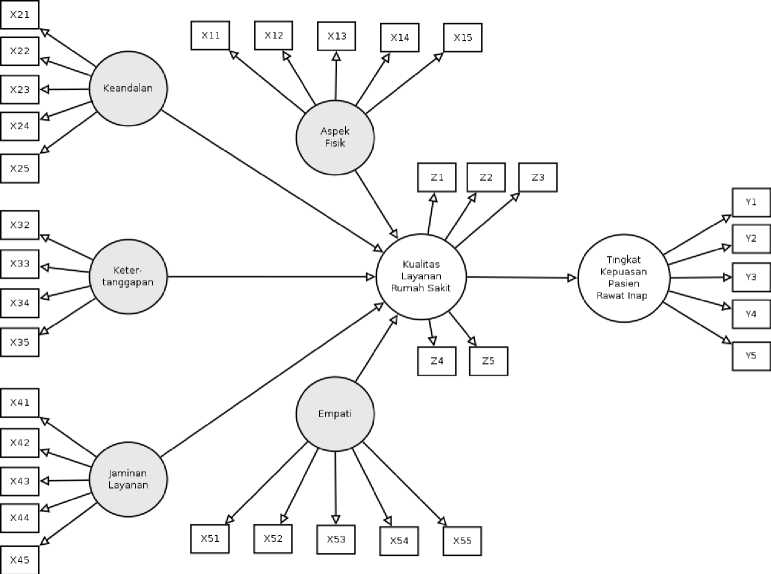 X21
X22
X23
X24
X25
Keandalan
X11
X12
X13
X14
X15
Aspek
Fisik
X32
X33
X34
X35
Keter-
tanggapan
Z1
Z2
Z3
Kualitas
Layanan
Rumah Sakit
Z4
Z5
Tingkat
Kepuasan
Pasien
Rawat Inap
Y1
Y2
Y3
Y4
Y5
X41
X42
X43
X44
X45
Jaminan
Layanan
Empati
X51
X52
X53
X54
X55